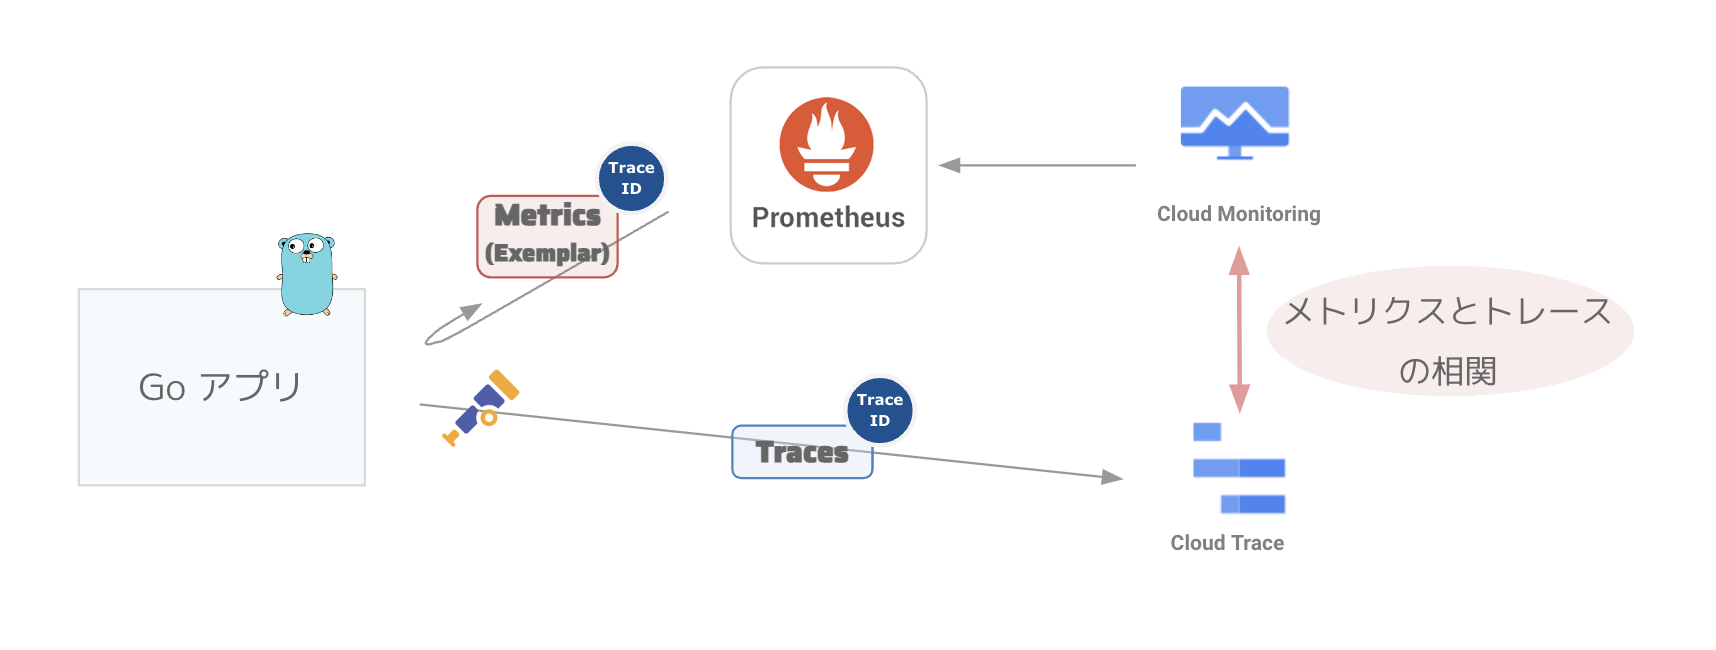 Trace
ID
Metrics
(Exemplar)
Prometheus
Cloud Monitoring
Go アプリ
メトリクスとトレース
の相関
Trace
ID
Traces
Cloud Trace